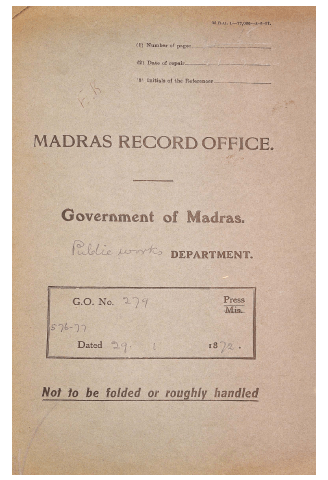 (1) Number of pages
(2) Date of repair
(3) Initials of the References
MADRAS RECORD OFFICE.
Government of Madras.
Public works DEPARTMENT.
G.O. No. 279 Press
Mis.
576-77
Dated 29 1 1872.
Not to be folded or roughly handled